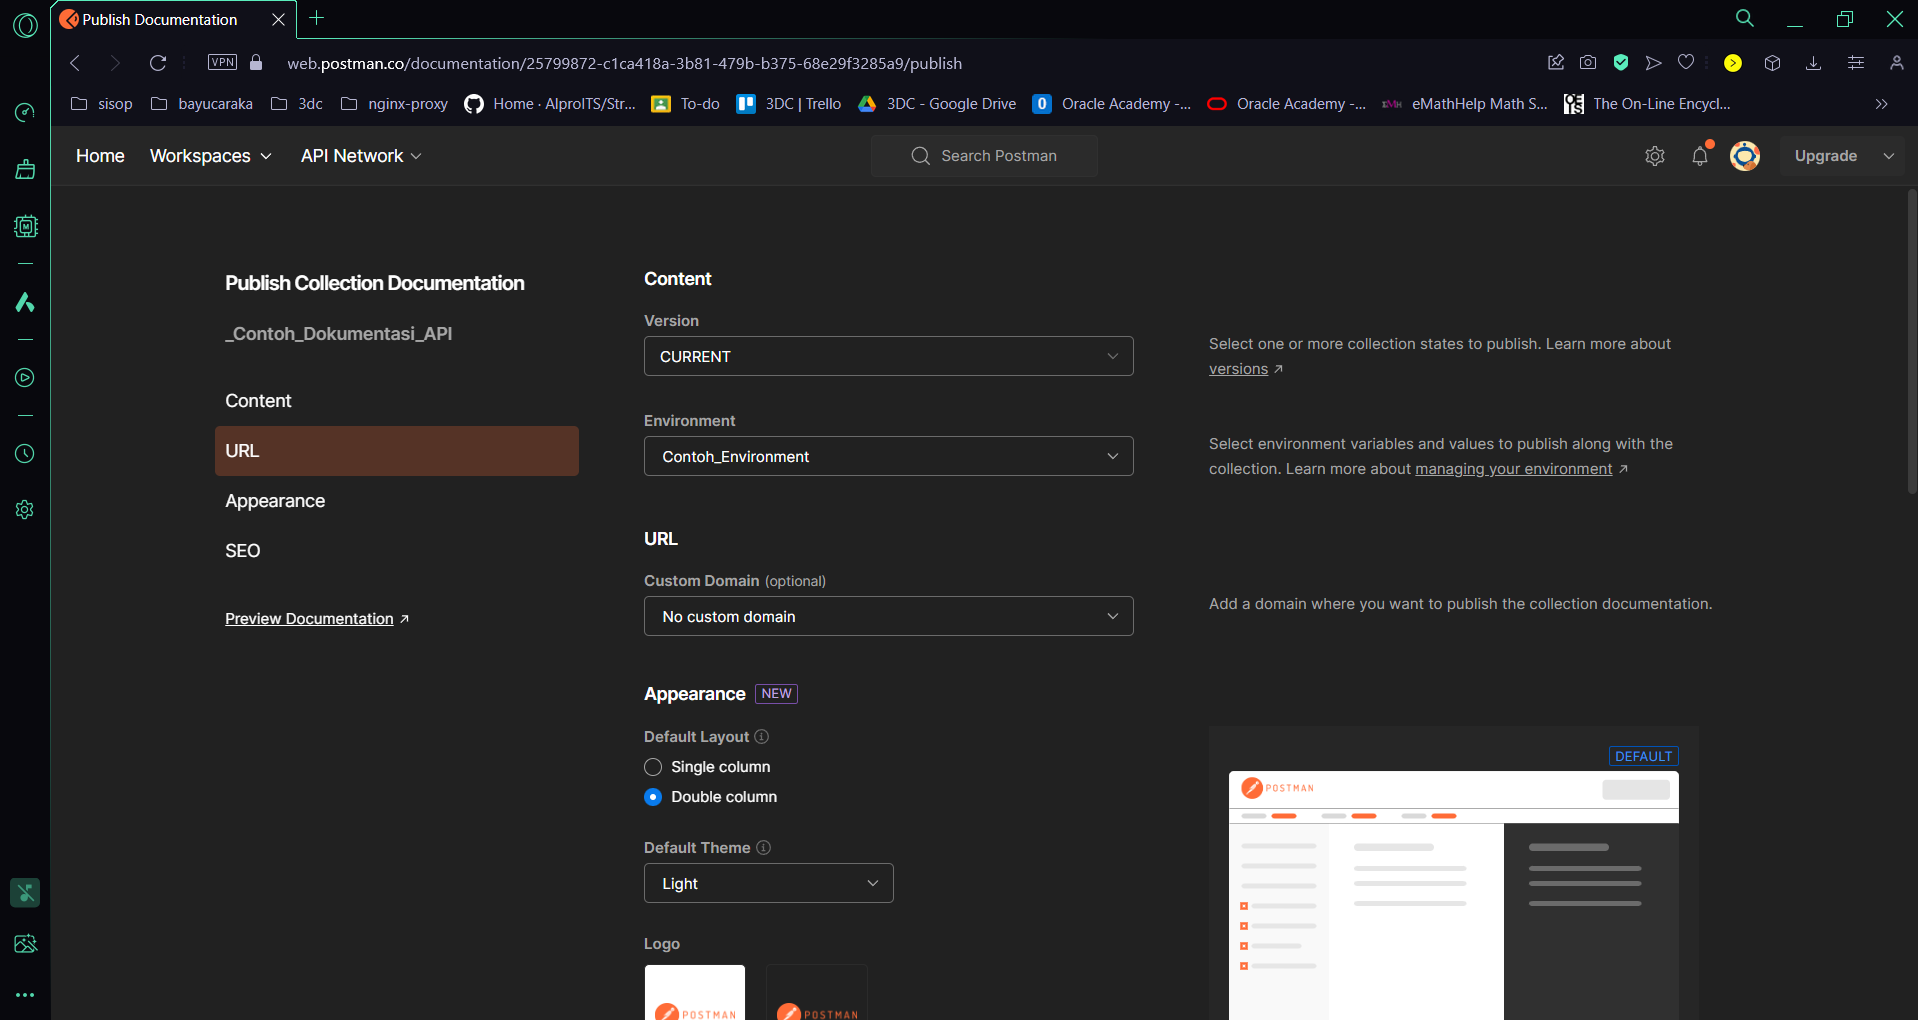 Publish Documentation
VPN
web.postman.co/documentation/25799872-c1ca418a-3b81-479b-b375-68e29f3285a9/publish
sisop
bayucaraka
3dc
nginx-proxy
Home · AlproITS/Str...
To-do
3DC | Trello
3DC - Google Drive
Oracle Academy -...
Oracle Academy -...
eMathHelp Math S...
The On-Line Encycl...
Home
Workspaces
API Network
Search Postman
Upgrade
Publish Collection Documentation
_Contoh_Dokumentasi_API
Content
URL
Appearance
SEO
Preview Documentation
Content
Version
CURRENT
Select one or more collection states to publish. Learn more about
versions
Environment
Contoh_Environment
Select environment variables and values to publish along with the
collection. Learn more about managing your environment
URL
Custom Domain (optional)
No custom domain
Add a domain where you want to publish the collection documentation.
Appearance NEW
Default Layout
Single column
Double column
Default Theme
Light
Logo
POSTMAN
POSTMAN
DEFAULT
POSTMAN